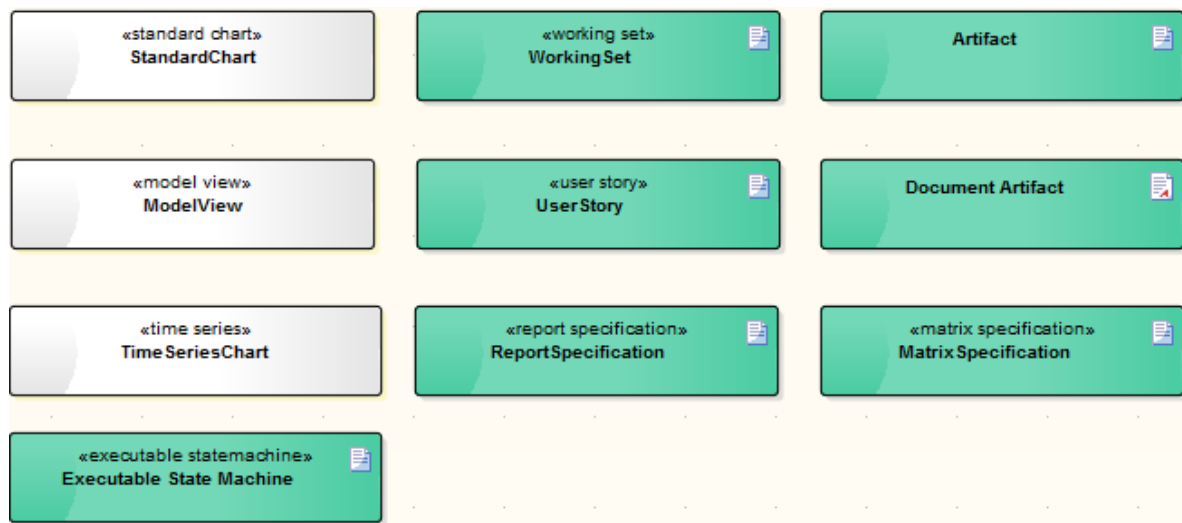 «standard chart»
StandardChart
«working set»
WorkingSet
Artifact
«model view»
ModelView
«user story»
UserStory
Document Artifact
«time series»
TimeSeriesChart
«report specification»
ReportSpecification
«matrix specification»
MatrixSpecification
«executable statemachine»
Executable State Machine